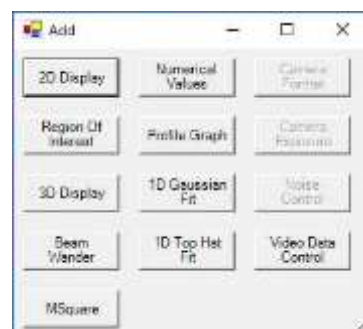 Add
2D Display
Numerical
Values
Camera
Format
Region Of
Interest
Profile Graph
Camera
Exposure
3D Display
1D Gaussian
Fit
Noise
Control
Beam
Wander
1D Top Hat
Fit
Video Data
Control
MSquare